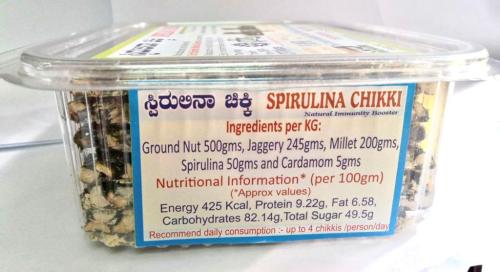 ಸ್ಪಿರುಲಿನಾ ಚಿಕ್ಕಿ SPIRULINA CHIKKI
Natural Immunity Booster
Ingredients per KG:
Ground Nut 500gms, Jaggery 245gms, Millet 200gms,
Spirulina 50gms and Cardamom 5gms
Nutritional Information* (per 100gm)
(*Approx values)
Energy 425 Kcal, Protein 9.22g, Fat 6.58,
Carbohydrates 82.14g,Total Sugar 49.5g
Recommend daily consumption :- up to 4 chikkis /person/day